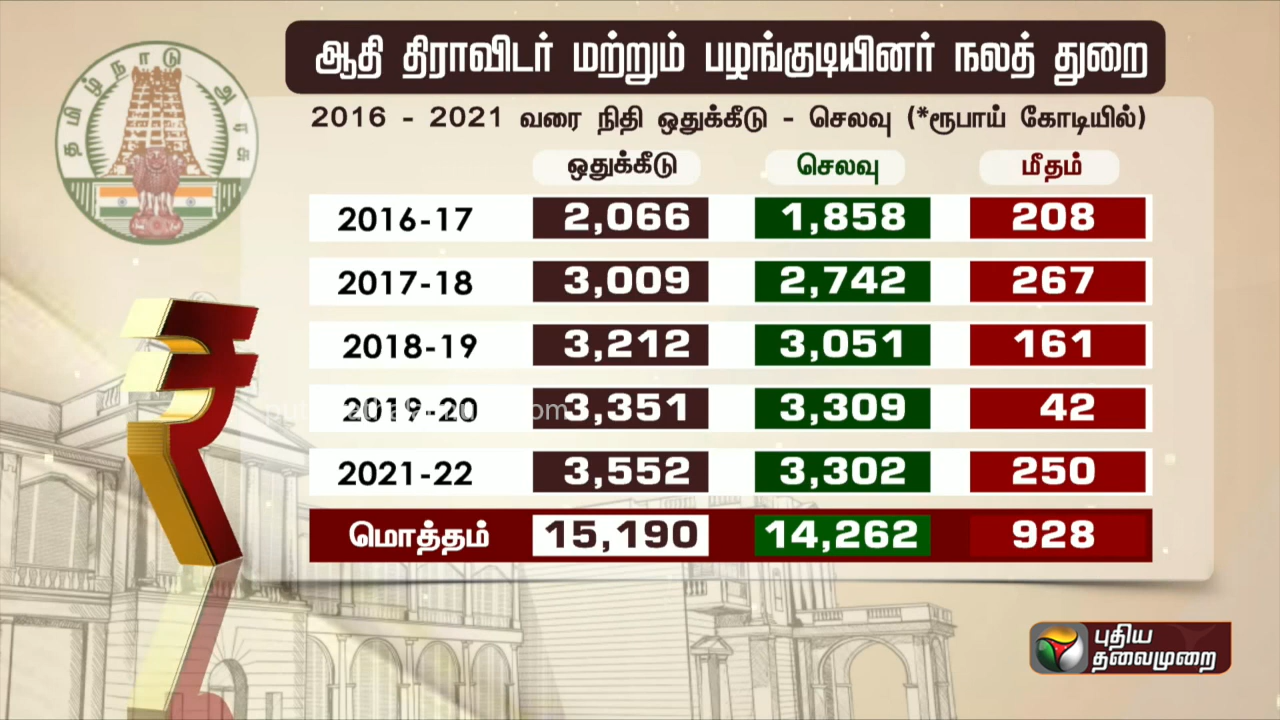 தமிழ்நாடு அரசு
ஆதி திராவிடர் மற்றும் பழங்குடியினர் நலத் துறை
2016 - 2021 வரை நிதி ஒதுக்கீடு - செலவு (*ரூபாய் கோடியில்)
ஒதுக்கீடு செலவு மீதம்
2016-17 2,066 1,858 208
2017-18 3,009 2,742 267
2018-19 3,212 3,051 161
2019-20 3,351 3,309 42
2021-22 3,552 3,302 250
மொத்தம் 15,190 14,262 928
புதிய
தலைமுறை